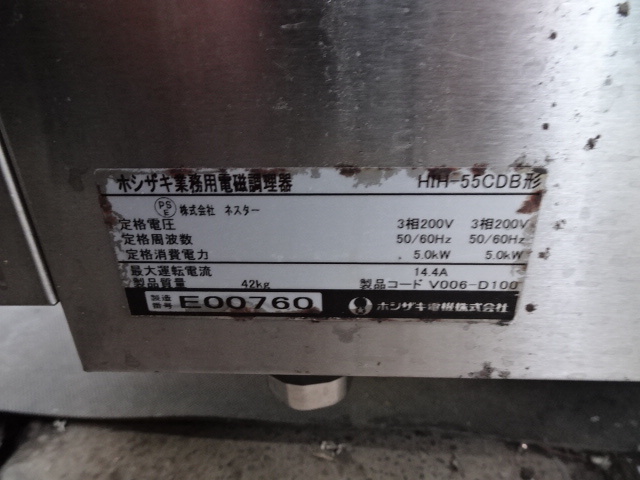 ホシザキ業務用電磁調理器 HIH-55CDB形
PSE 株式会社 ネスター
定格電圧 3相200V 3相200V
定格周波数 50/60Hz 50/60Hz
定格消費電力 5.0kW 5.0kW
最大運転電流 14.4A
製品質量 42kg 製品コード V006-D100
製造番号 E00760 ホシザキ電機株式会社